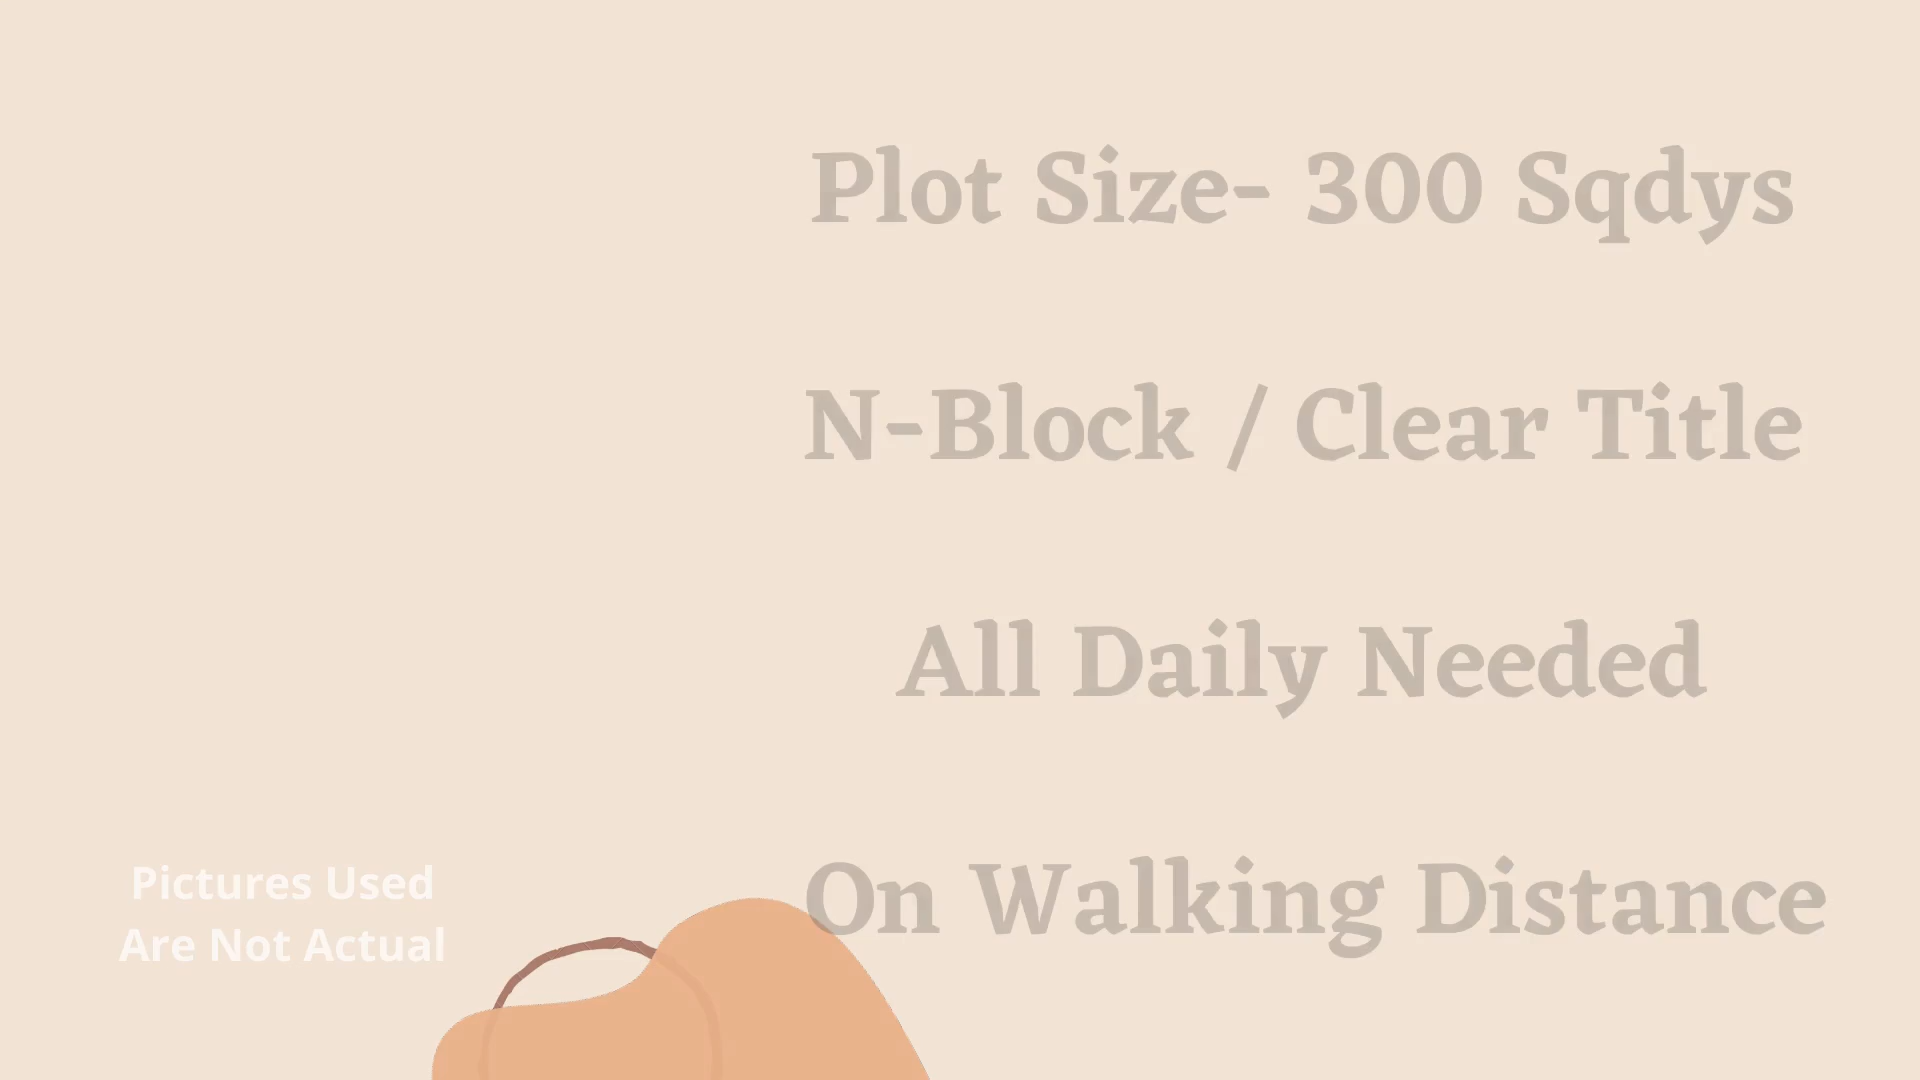 Plot Size- 300 Sqdys
N-Block / Clear Title
All Daily Needed
On Walking Distance
Pictures Used
Are Not Actual